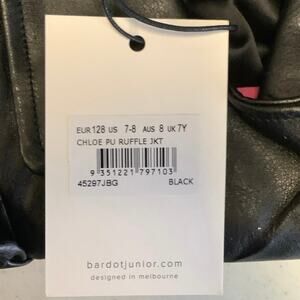 EUR 128 US 7-8 AUS 8 UK 7Y
CHLOE PU RUFFLE JKT
9 351221 797103
45297JBG BLACK
bardotjunior.com
designed in melbourne